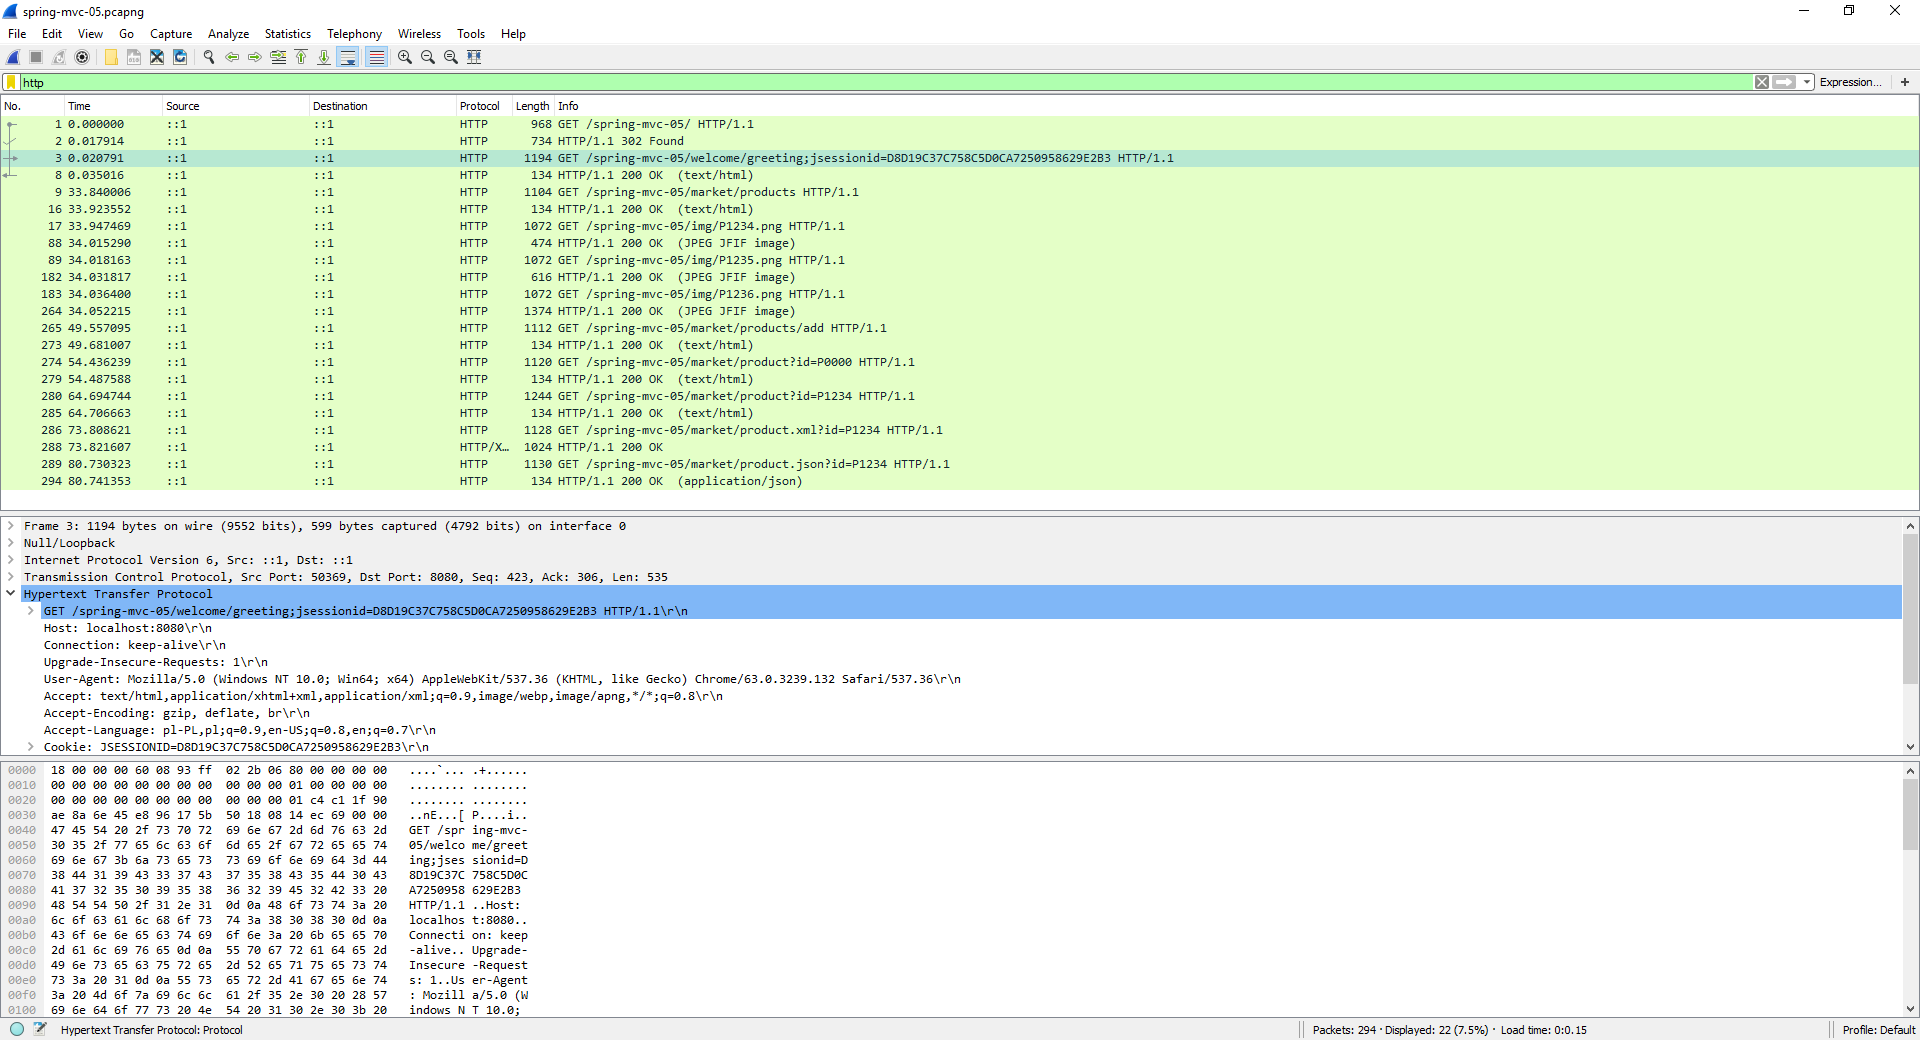 spring-mvc-05.pcapng
File Edit View Go Capture Analyze Statistics Telephony Wireless Tools Help
http Expression... +
No. Time Source Destination Protocol Length Info
1 0.000000 ::1 ::1 HTTP 968 GET /spring-mvc-05/ HTTP/1.1
2 0.017914 ::1 ::1 HTTP 734 HTTP/1.1 302 Found
3 0.020791 ::1 ::1 HTTP 1194 GET /spring-mvc-05/welcome/greeting;jsessionid=D8D19C37C758C5D0CA7250958629E2B3 HTTP/1.1
8 0.035016 ::1 ::1 HTTP 134 HTTP/1.1 200 OK (text/html)
9 33.840006 ::1 ::1 HTTP 1104 GET /spring-mvc-05/market/products HTTP/1.1
16 33.923552 ::1 ::1 HTTP 134 HTTP/1.1 200 OK (text/html)
17 33.947469 ::1 ::1 HTTP 1072 GET /spring-mvc-05/img/P1234.png HTTP/1.1
88 34.015290 ::1 ::1 HTTP 474 HTTP/1.1 200 OK (JPEG JFIF image)
89 34.018163 ::1 ::1 HTTP 1072 GET /spring-mvc-05/img/P1235.png HTTP/1.1
182 34.031817 ::1 ::1 HTTP 616 HTTP/1.1 200 OK (JPEG JFIF image)
183 34.036400 ::1 ::1 HTTP 1072 GET /spring-mvc-05/img/P1236.png HTTP/1.1
264 34.052215 ::1 ::1 HTTP 1374 HTTP/1.1 200 OK (JPEG JFIF image)
265 49.557095 ::1 ::1 HTTP 1112 GET /spring-mvc-05/market/products/add HTTP/1.1
273 49.681007 ::1 ::1 HTTP 134 HTTP/1.1 200 OK (text/html)
274 54.436239 ::1 ::1 HTTP 1120 GET /spring-mvc-05/market/product?id=P0000 HTTP/1.1
279 54.487588 ::1 ::1 HTTP 134 HTTP/1.1 200 OK (text/html)
280 64.694744 ::1 ::1 HTTP 1244 GET /spring-mvc-05/market/product?id=P1234 HTTP/1.1
285 64.706663 ::1 ::1 HTTP 134 HTTP/1.1 200 OK (text/html)
286 73.808621 ::1 ::1 HTTP 1128 GET /spring-mvc-05/market/product.xml?id=P1234 HTTP/1.1
288 73.821607 ::1 ::1 HTTP/X… 1024 HTTP/1.1 200 OK
289 80.730323 ::1 ::1 HTTP 1130 GET /spring-mvc-05/market/product.json?id=P1234 HTTP/1.1
294 80.741353 ::1 ::1 HTTP 134 HTTP/1.1 200 OK (application/json)
Frame 3: 1194 bytes on wire (9552 bits), 599 bytes captured (4792 bits) on interface 0
Null/Loopback
Internet Protocol Version 6, Src: ::1, Dst: ::1
Transmission Control Protocol, Src Port: 50369, Dst Port: 8080, Seq: 423, Ack: 306, Len: 535
Hypertext Transfer Protocol
GET /spring-mvc-05/welcome/greeting;jsessionid=D8D19C37C758C5D0CA7250958629E2B3 HTTP/1.1\r\n
Host: localhost:8080\r\n
Connection: keep-alive\r\n
Upgrade-Insecure-Requests: 1\r\n
User-Agent: Mozilla/5.0 (Windows NT 10.0; Win64; x64) AppleWebKit/537.36 (KHTML, like Gecko) Chrome/63.0.3239.132 Safari/537.36\r\n
Accept: text/html,application/xhtml+xml,application/xml;q=0.9,image/webp,image/apng,*/*;q=0.8\r\n
Accept-Encoding: gzip, deflate, br\r\n
Accept-Language: pl-PL,pl;q=0.9,en-US;q=0.8,en;q=0.7\r\n
Cookie: JSESSIONID=D8D19C37C758C5D0CA7250958629E2B3\r\n
0000 18 00 00 00 60 08 93 ff 02 2b 06 80 00 00 00 00 ....`... .+......
0010 00 00 00 00 00 00 00 00 00 00 00 01 00 00 00 00 ........ ........
0020 00 00 00 00 00 00 00 00 00 00 00 01 c4 c1 1f 90 ........ ........
0030 ae 8a 6e 45 e8 96 17 5b 50 18 08 14 ec 69 00 00 ..nE...[ P....i..
0040 47 45 54 20 2f 73 70 72 69 6e 67 2d 6d 76 63 2d GET /spr ing-mvc-
0050 30 35 2f 77 65 6c 63 6f 6d 65 2f 67 72 65 65 74 05/welco me/greet
0060 69 6e 67 3b 6a 73 65 73 73 69 6f 6e 69 64 3d 44 ing;jses sionid=D
0070 38 44 31 39 43 33 37 43 37 35 38 43 35 44 30 43 8D19C37C 758C5D0C
0080 41 37 32 35 30 39 35 38 36 32 39 45 32 42 33 20 A7250958 629E2B3
0090 48 54 54 50 2f 31 2e 31 0d 0a 48 6f 73 74 3a 20 HTTP/1.1 ..Host:
00a0 6c 6f 63 61 6c 68 6f 73 74 3a 38 30 38 30 0d 0a localhos t:8080..
00b0 43 6f 6e 6e 65 63 74 69 6f 6e 3a 20 6b 65 65 70 Connecti on: keep
00c0 2d 61 6c 69 76 65 0d 0a 55 70 67 72 61 64 65 2d -alive.. Upgrade-
00d0 49 6e 73 65 63 75 72 65 2d 52 65 71 75 65 73 74 Insecure -Request
00e0 73 3a 20 31 0d 0a 55 73 65 72 2d 41 67 65 6e 74 s: 1..Us er-Agent
00f0 3a 20 4d 6f 7a 69 6c 6c 61 2f 35 2e 30 20 28 57 : Mozill a/5.0 (W
0100 69 6e 64 6f 77 73 20 4e 54 20 31 30 2e 30 3b 20 indows N T 10.0;
Hypertext Transfer Protocol: Protocol Packets: 294 · Displayed: 22 (7.5%) · Load time: 0:0.15 Profile: Default